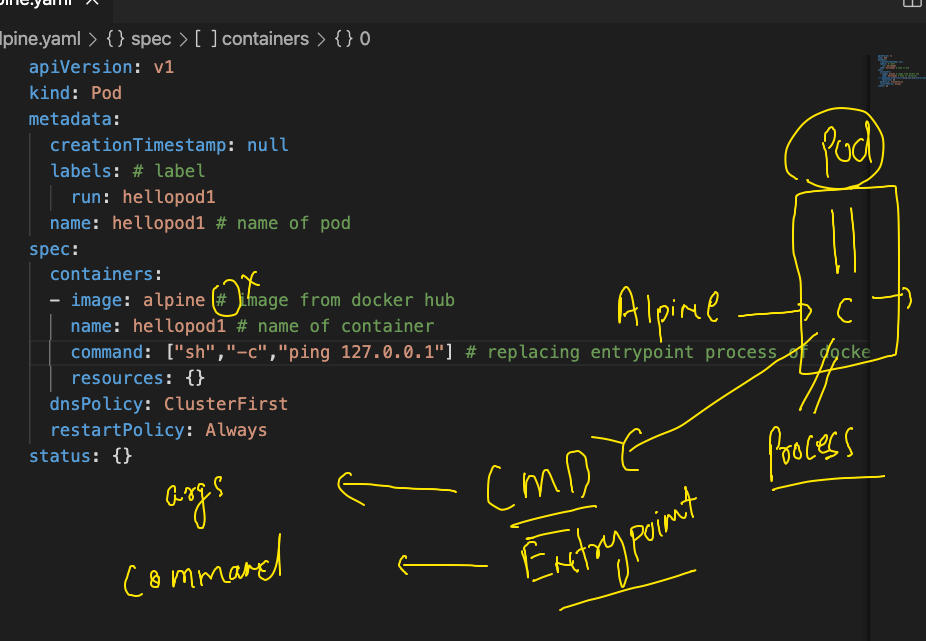 pine.yaml ×
lpine.yaml > {} spec > [ ] containers > {} 0
apiVersion: v1
kind: Pod
metadata:
  creationTimestamp: null
  labels: # label
    run: hellopod1
  name: hellopod1 # name of pod
spec:
  containers:
  - image: alpine # image from docker hub
    name: hellopod1 # name of container
    command: ["sh","-c","ping 127.0.0.1"] # replacing entrypoint process of docke
    resources: {}
  dnsPolicy: ClusterFirst
  restartPolicy: Always
status: {}
Pod
x
Alpine
C
Process
args
CMD
Command
Entrypoint